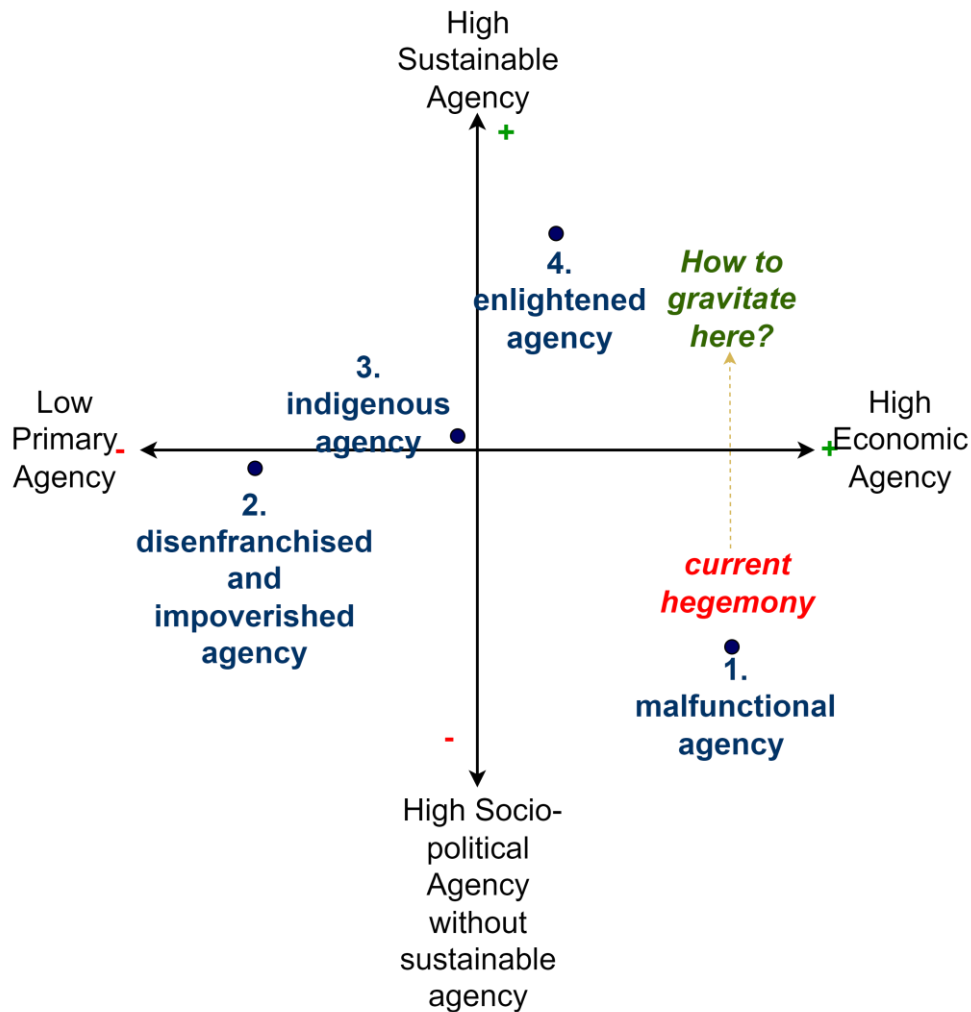 High
Sustainable
Agency
+
4.
enlightened
agency
How to
gravitate
here?
3.
indigenous
agency
Low
Primary
Agency
-
+
High
Economic
Agency
2.
disenfranchised
and
impoverished
agency
current
hegemony
1.
malfunctional
agency
-
High Socio-
political
Agency
without
sustainable
agency